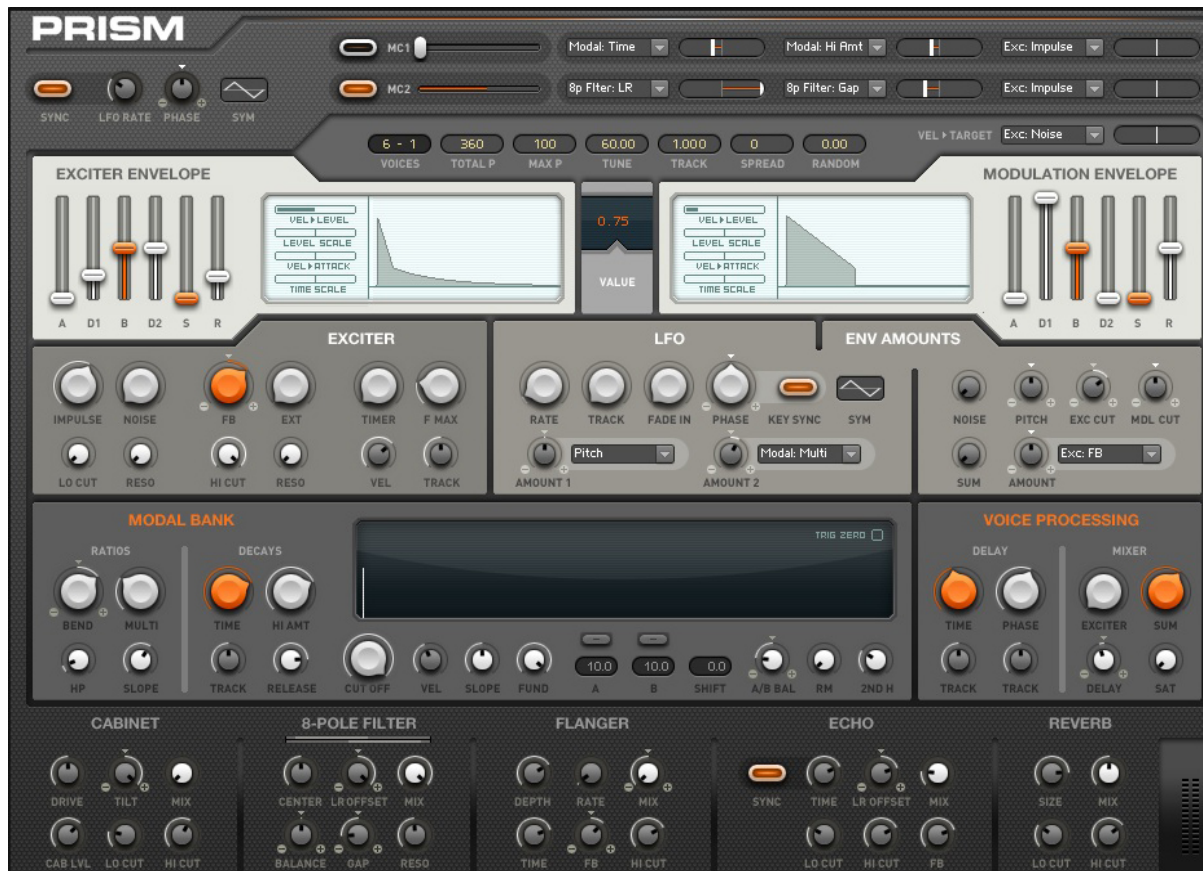 PRISM
MC1
Modal: Time
Modal: Hi Amt
Exc: Impulse
MC2
8p Flter: LR
8p Filter: Gap
Exc: Impulse
SYNC
LFO RATE
PHASE
SYM
VEL ▸ TARGET
Exc: Noise
6 - 1
360
100
60.00
1.000
0
0.00
VOICES
TOTAL P
MAX P
TUNE
TRACK
SPREAD
RANDOM
EXCITER ENVELOPE
MODULATION ENVELOPE
VEL▸LEVEL
LEVEL SCALE
VEL▸ATTACK
TIME SCALE
0.75
VALUE
VEL▸LEVEL
LEVEL SCALE
VEL▸ATTACK
TIME SCALE
A D1 B D2 S R
A D1 B D2 S R
EXCITER
LFO
ENV AMOUNTS
IMPULSE
NOISE
FB
EXT
TIMER
F MAX
LO CUT
RESO
HI CUT
RESO
VEL
TRACK
RATE
TRACK
FADE IN
PHASE
KEY SYNC
SYM
Pitch
Modal: Multi
AMOUNT 1
AMOUNT 2
NOISE
PITCH
EXC CUT
MDL CUT
Exc: FB
SUM
AMOUNT
MODAL BANK
RATIOS
DECAYS
TRIG ZERO
BEND
MULTI
TIME
HI AMT
HP
SLOPE
TRACK
RELEASE
CUT OFF
VEL
SLOPE
FUND
10.0
10.0
0.0
A
B
SHIFT
A/B BAL
RM
2ND H
VOICE PROCESSING
DELAY
MIXER
TIME
PHASE
EXCITER
SUM
TRACK
TRACK
DELAY
SAT
CABINET
8-POLE FILTER
FLANGER
ECHO
REVERB
DRIVE
TILT
MIX
CENTER
LR OFFSET
MIX
DEPTH
RATE
MIX
SYNC
TIME
LR OFFSET
MIX
SIZE
MIX
CAB LVL
LO CUT
HI CUT
BALANCE
GAP
RESO
TIME
FB
HI CUT
LO CUT
HI CUT
FB
LO CUT
HI CUT